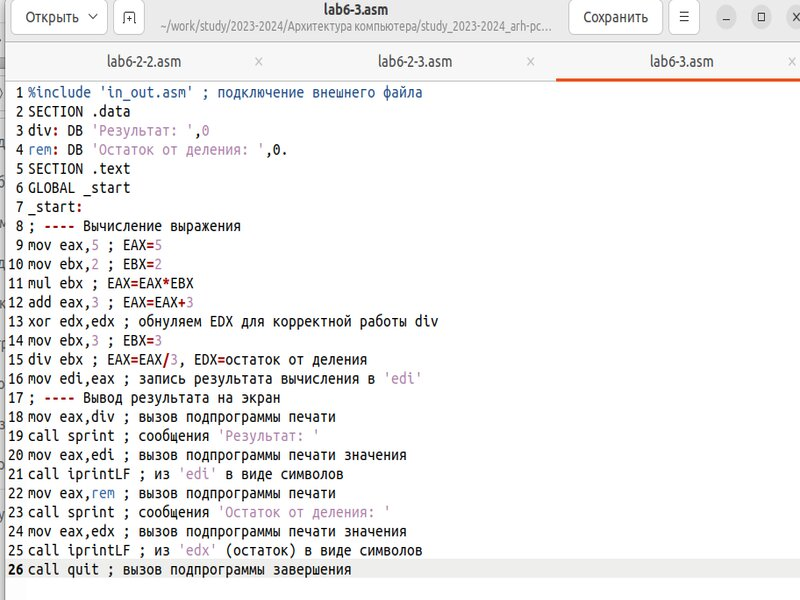 Открыть
lab6-3.asm
~/work/study/2023-2024/Архитектура компьютера/study_2023-2024_arh-pc...
Сохранить
lab6-2-2.asm
lab6-2-3.asm
lab6-3.asm
1 %include 'in_out.asm' ; подключение внешнего файла
2 SECTION .data
3 div: DB 'Результат: ',0
4 rem: DB 'Остаток от деления: ',0.
5 SECTION .text
6 GLOBAL _start
7 _start:
8 ; ---- Вычисление выражения
9 mov eax,5 ; EAX=5
10 mov ebx,2 ; EBX=2
11 mul ebx ; EAX=EAX*EBX
12 add eax,3 ; EAX=EAX+3
13 xor edx,edx ; обнуляем EDX для корректной работы div
14 mov ebx,3 ; EBX=3
15 div ebx ; EAX=EAX/3, EDX=остаток от деления
16 mov edi,eax ; запись результата вычисления в 'edi'
17 ; ---- Вывод результата на экран
18 mov eax,div ; вызов подпрограммы печати
19 call sprint ; сообщения 'Результат: '
20 mov eax,edi ; вызов подпрограммы печати значения
21 call iprintLF ; из 'edi' в виде символов
22 mov eax,rem ; вызов подпрограммы печати
23 call sprint ; сообщения 'Остаток от деления: '
24 mov eax,edx ; вызов подпрограммы печати значения
25 call iprintLF ; из 'edx' (остаток) в виде символов
26 call quit ; вызов подпрограммы завершения